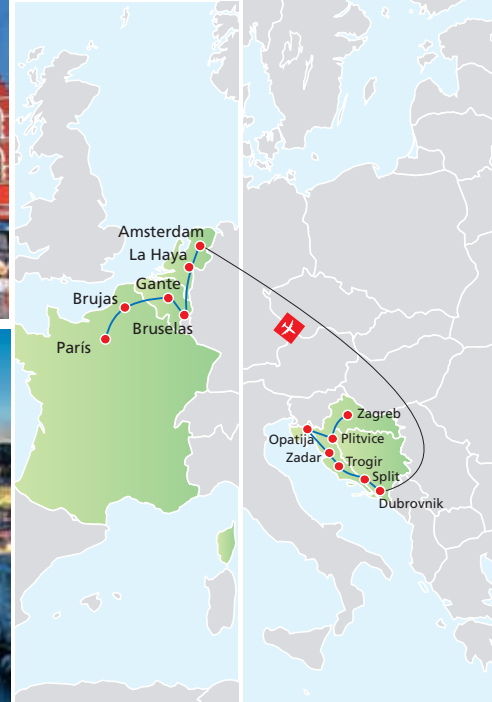 Amsterdam
La Haya
Gante
Brujas
Bruselas
París
Zagreb
Opatija
Plitvice
Zadar
Trogir
Split
Dubrovnik